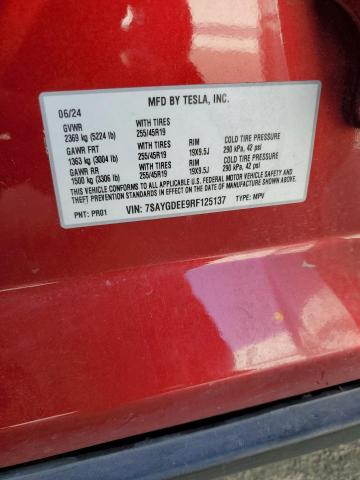 MFD BY TESLA, INC.
06/24
GVWR WITH TIRES
2369 kg (5224 lb) 255/45R19
GAWR FRT WITH TIRES RIM COLD TIRE PRESSURE
1363 kg (3004 lb) 255/45R19 19X9.5J 290 kPa, 42 psi
GAWR RR WITH TIRES RIM COLD TIRE PRESSURE
1500 kg (3306 lb) 255/45R19 19X9.5J 290 kPa, 42 psi
THIS VEHICLE CONFORMS TO ALL APPLICABLE FEDERAL MOTOR VEHICLE SAFETY AND
THEFT PREVENTION STANDARDS IN EFFECT ON THE DATE OF MANUFACTURE SHOWN ABOVE.
PNT: PR01 VIN: 7SAYGDEE9RF125137 TYPE: MPV